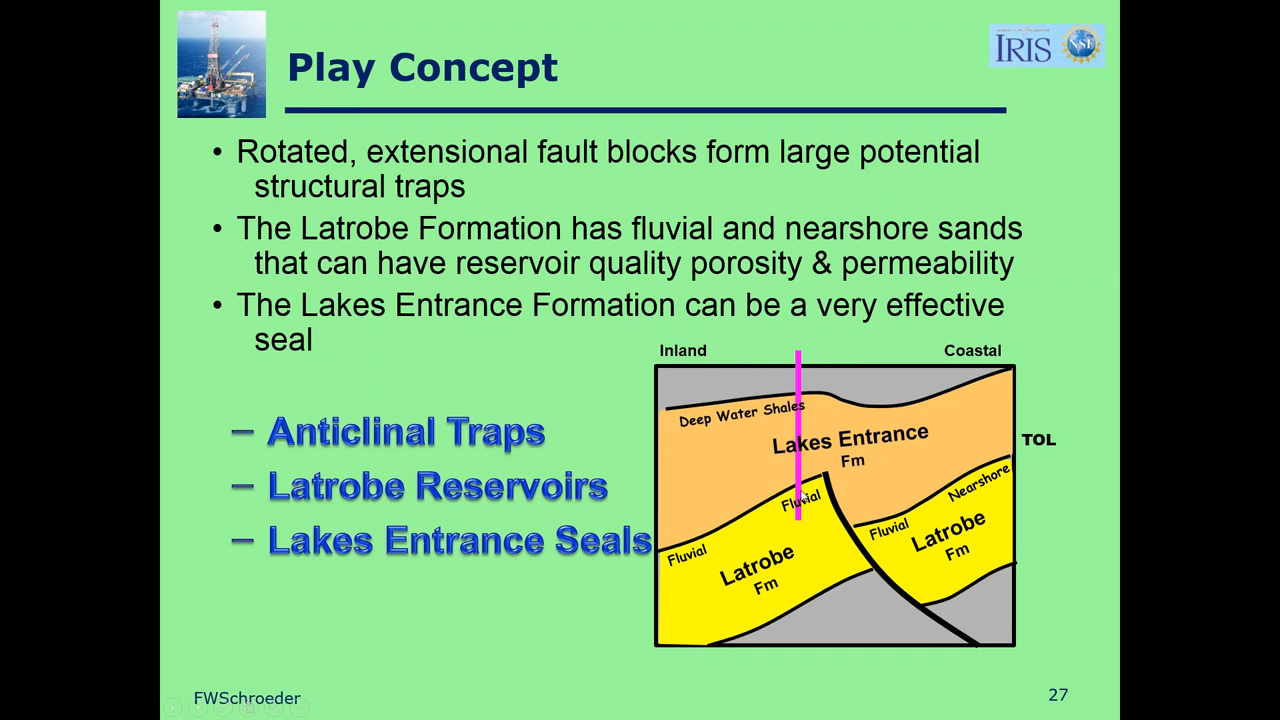 IRIS
NSF
Play Concept
• Rotated, extensional fault blocks form large potential
structural traps
• The Latrobe Formation has fluvial and nearshore sands
that can have reservoir quality porosity & permeability
• The Lakes Entrance Formation can be a very effective
seal
– Anticlinal Traps
– Latrobe Reservoirs
– Lakes Entrance Seals
Inland
Coastal
Deep Water Shales
Lakes Entrance
Fm
TOL
Fluvial
Nearshore
Fluvial
Latrobe
Fm
Fluvial
Latrobe
Fm
FWSchroeder
27